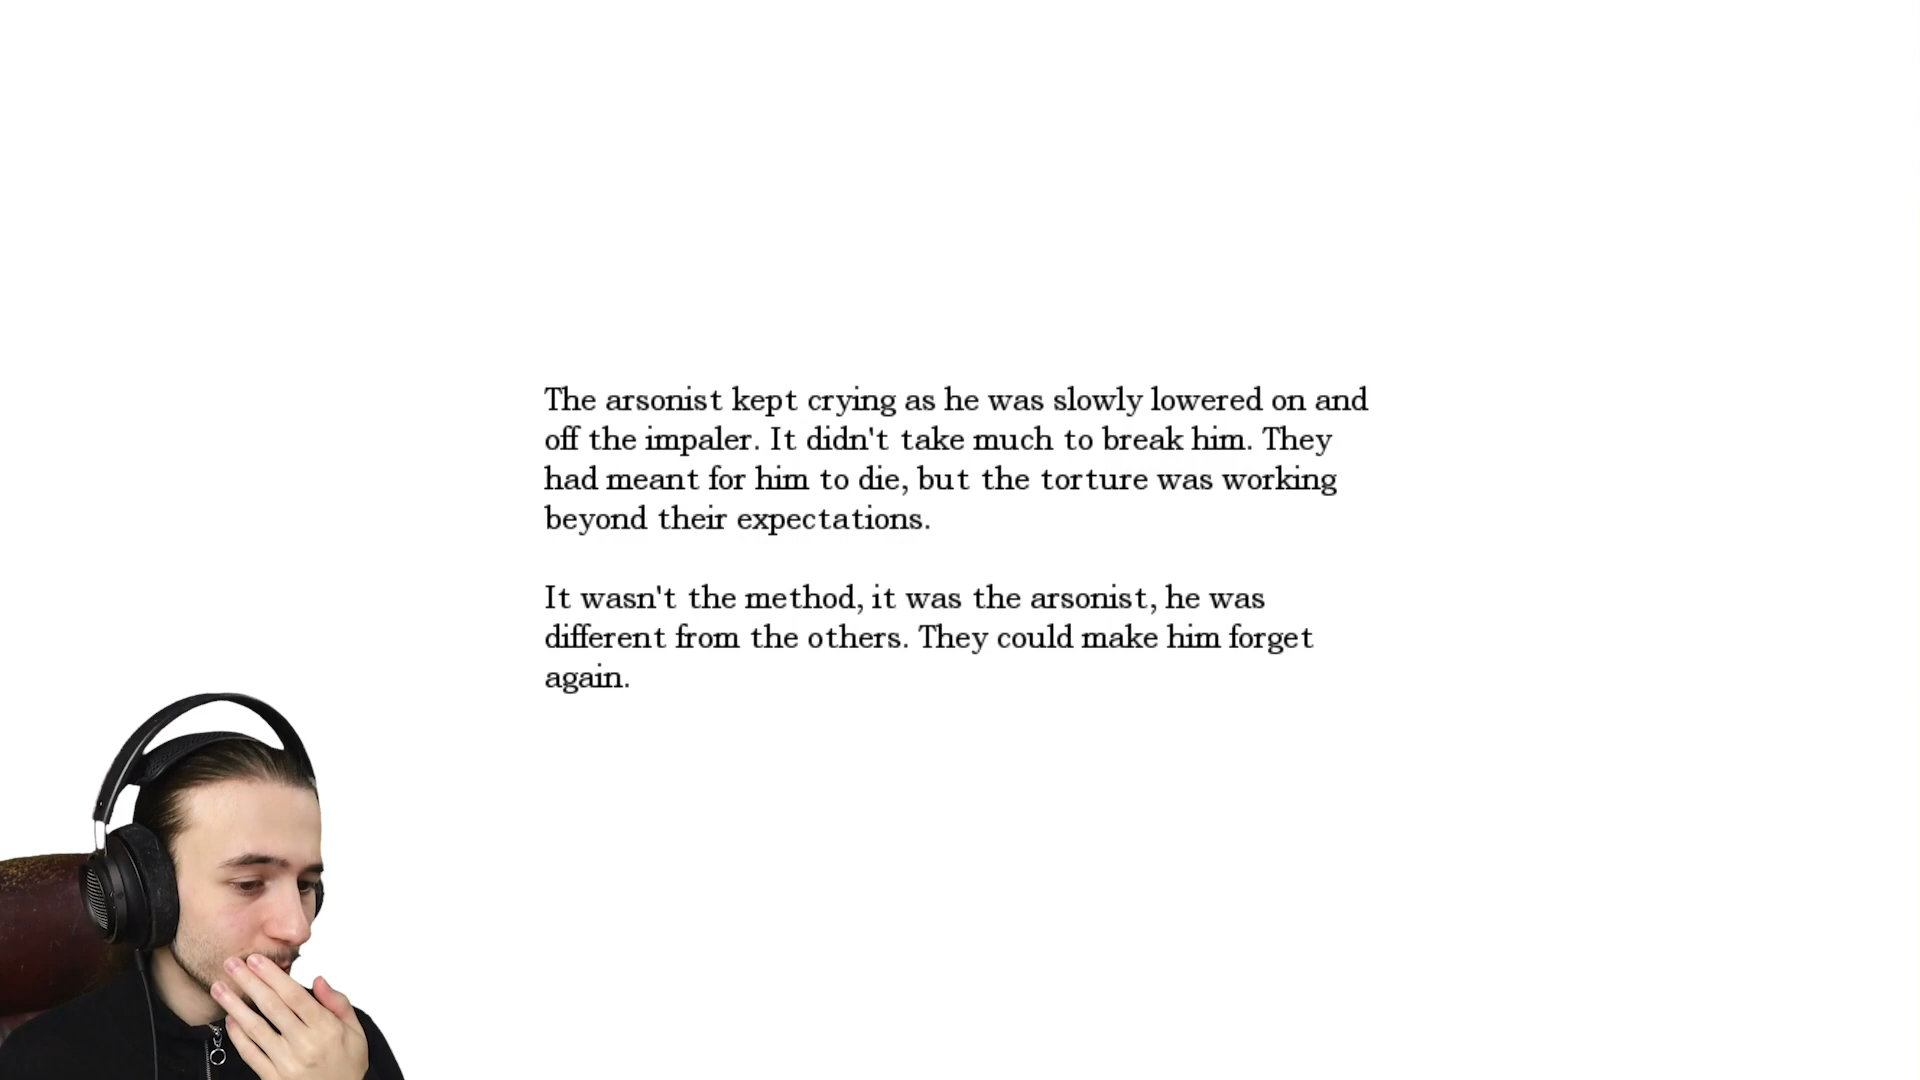 The arsonist kept crying as he was slowly lowered on and
off the impaler. It didn't take much to break him. They
had meant for him to die, but the torture was working
beyond their expectations.
It wasn't the method, it was the arsonist, he was
different from the others. They could make him forget
again.